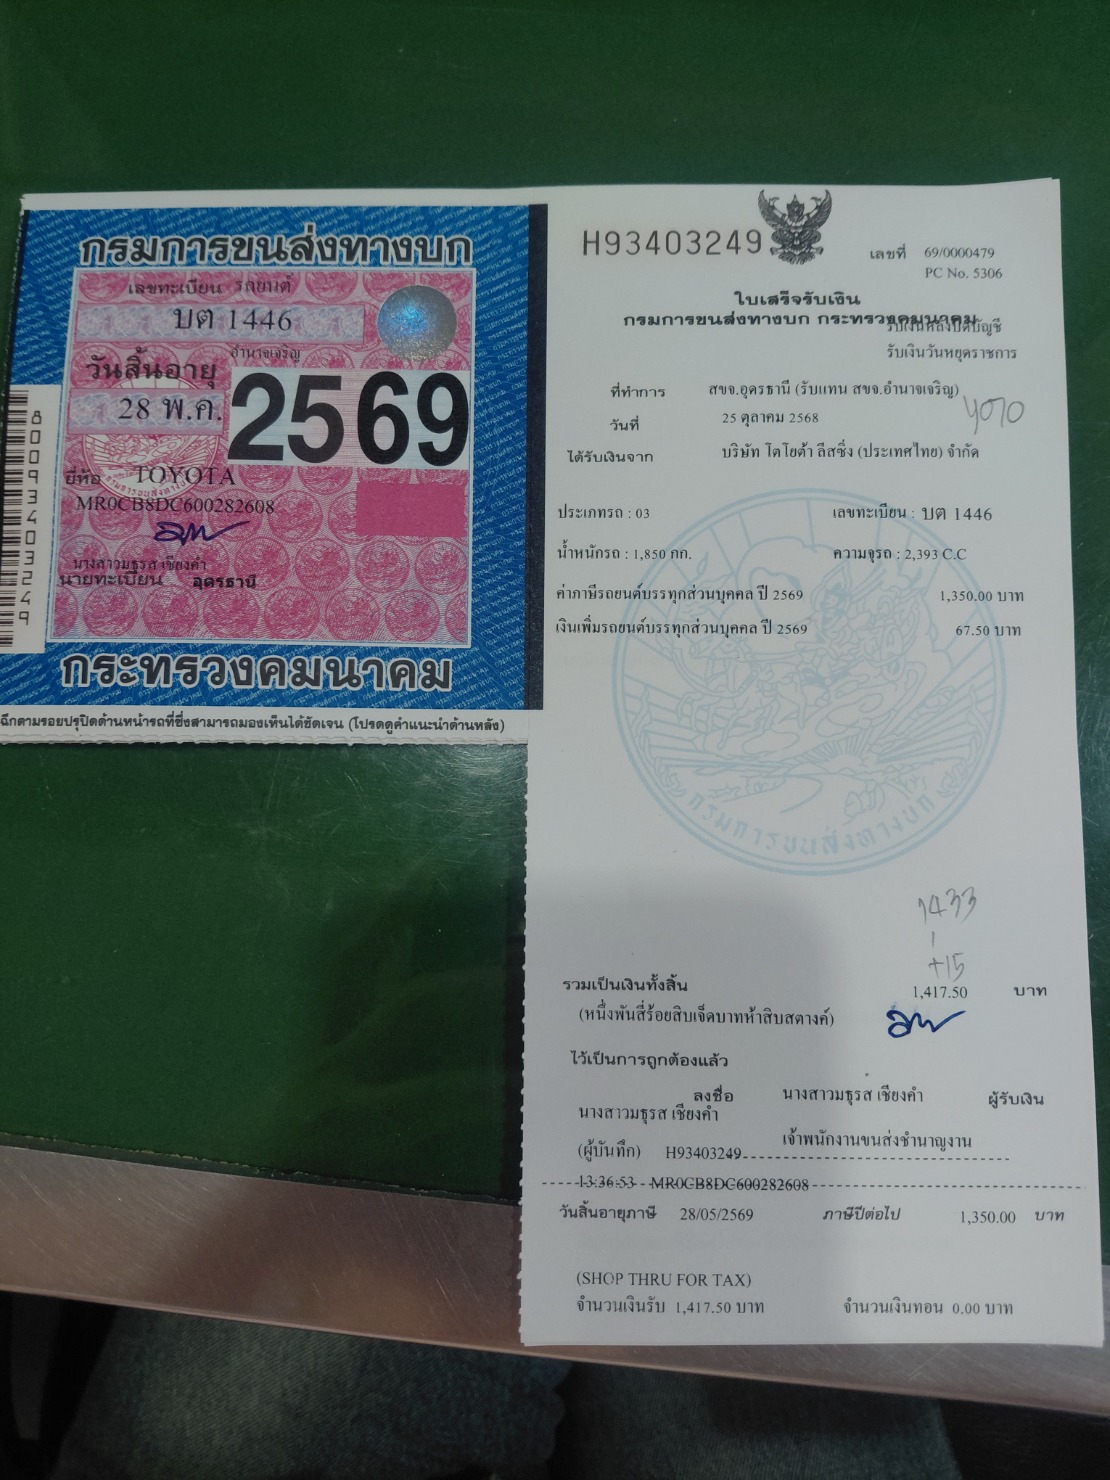 กรมการขนส่งทางบก
เลขทะเบียน รถยนต์
บต 1446
อำนาจเจริญ
วันสิ้นอายุ
28 พ.ค. 2569
ยี่ห้อ TOYOTA
MR0CB8DC600282608
นางสาวมธุรส เชียงคำ
นายทะเบียน อุดรธานี
กระทรวงคมนาคม
80093403249
ฉีกตามรอยปรุปิดด้านหน้ารถที่ซึ่งสามารถมองเห็นได้ชัดเจน (โปรดดูคำแนะนำด้านหลัง)
H93403249
เลขที่ 69/0000479
PC No. 5306
ใบเสร็จรับเงิน
กรมการขนส่งทางบก กระทรวงคมนาคม
รับเงินหลังปิดบัญชี
รับเงินวันหยุดราชการ
ที่ทำการ สขจ.อุดรธานี (รับแทน สขจ.อำนาจเจริญ)
วันที่ 25 ตุลาคม 2568
4070
ได้รับเงินจาก บริษัท โตโยต้า ลีสซิ่ง (ประเทศไทย) จำกัด
ประเภทรถ : 03 เลขทะเบียน : บต 1446
น้ำหนักรถ : 1,850 กก. ความจุรถ : 2,393 C.C
ค่าภาษีรถยนต์บรรทุกส่วนบุคคล ปี 2569 1,350.00 บาท
เงินเพิ่มรถยนต์บรรทุกส่วนบุคคล ปี 2569 67.50 บาท
กรมการขนส่งทางบก
1433
+15
รวมเป็นเงินทั้งสิ้น 1,417.50 บาท
(หนึ่งพันสี่ร้อยสิบเจ็ดบาทห้าสิบสตางค์)
ไว้เป็นการถูกต้องแล้ว
ลงชื่อ นางสาวมธุรส เชียงคำ ผู้รับเงิน
นางสาวมธุรส เชียงคำ
เจ้าพนักงานขนส่งชำนาญงาน
(ผู้บันทึก) H93403249
13:36:53 MR0CB8DC600282608
วันสิ้นอายุภาษี 28/05/2569 ภาษีปีต่อไป 1,350.00 บาท
(SHOP THRU FOR TAX)
จำนวนเงินรับ 1,417.50 บาท จำนวนเงินทอน 0.00 บาท